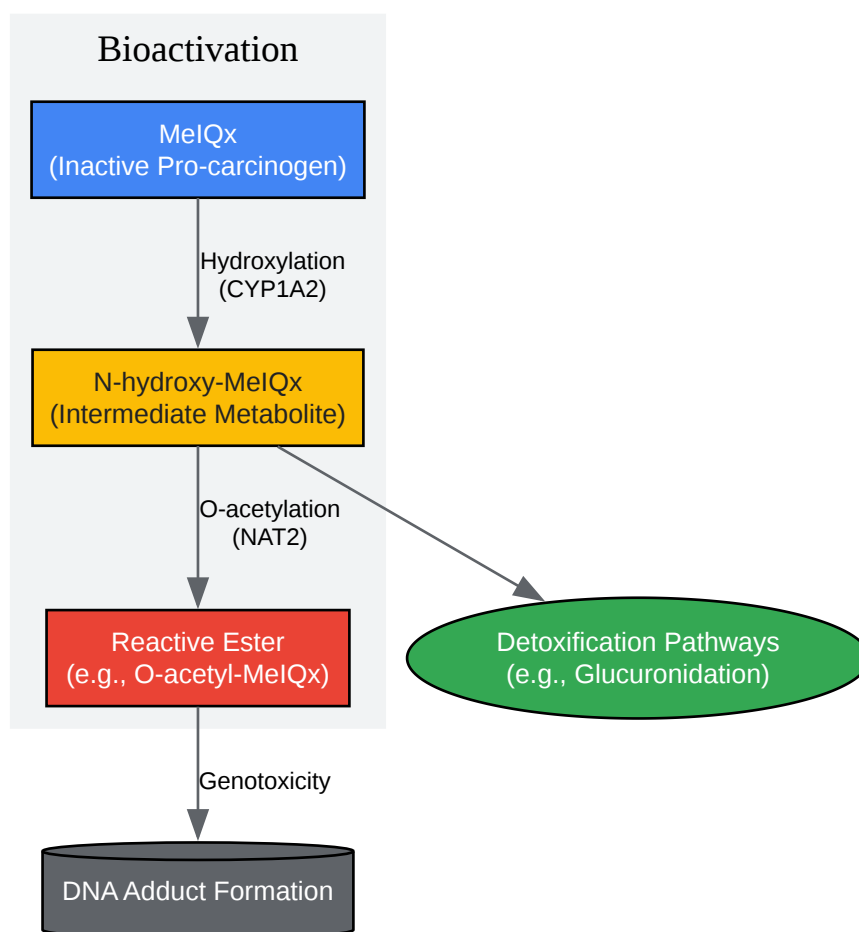 Bioactivation
MeIQx
(Inactive Pro-carcinogen)
Hydroxylation
(CYP1A2)
N-hydroxy-MeIQx
(Intermediate Metabolite)
O-acetylation
(NAT2)
Reactive Ester
(e.g., O-acetyl-MeIQx)
Detoxification Pathways
(e.g., Glucuronidation)
Genotoxicity
DNA Adduct Formation